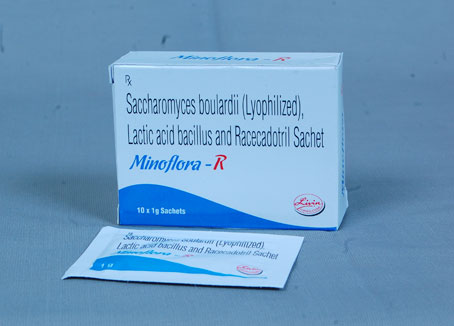 Minoflora-R
Rx
Saccharomyces boulardii (Lyophilized),
Lactic acid bacillus and Racecadotril Sachet
Minoflora - R
10 x 1g Sachets
Livin
Saccharomyces boulardii (Lyophilized),
Lactic acid bacillus and Racecadotril Sachet